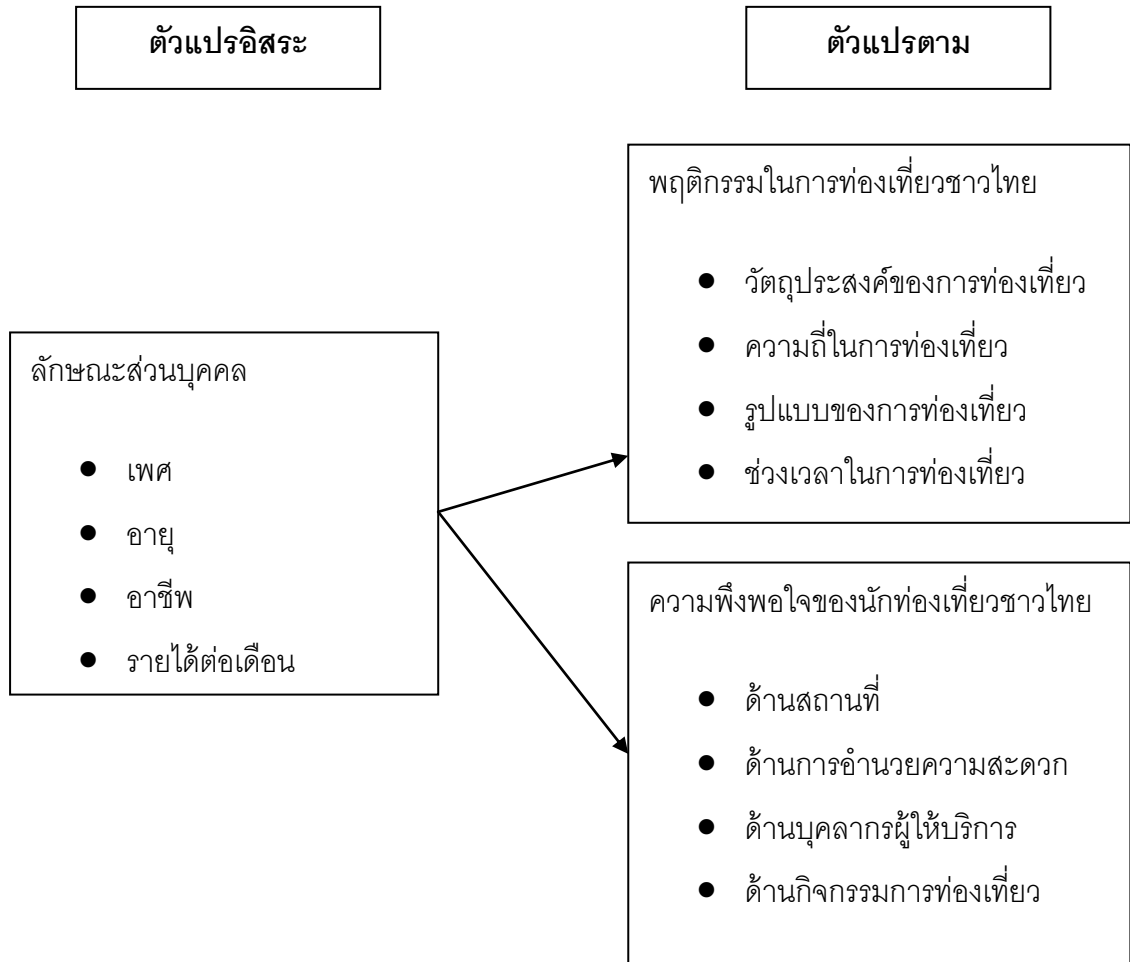 ตัวแปรอิสระ
ตัวแปรตาม
ลักษณะส่วนบุคคล
● เพศ
● อายุ
● อาชีพ
● รายได้ต่อเดือน
พฤติกรรมในการท่องเที่ยวชาวไทย
● วัตถุประสงค์ของการท่องเที่ยว
● ความถี่ในการท่องเที่ยว
● รูปแบบของการท่องเที่ยว
● ช่วงเวลาในการท่องเที่ยว
ความพึงพอใจของนักท่องเที่ยวชาวไทย
● ด้านสถานที่
● ด้านการอำนวยความสะดวก
● ด้านบุคลากรผู้ให้บริการ
● ด้านกิจกรรมการท่องเที่ยว